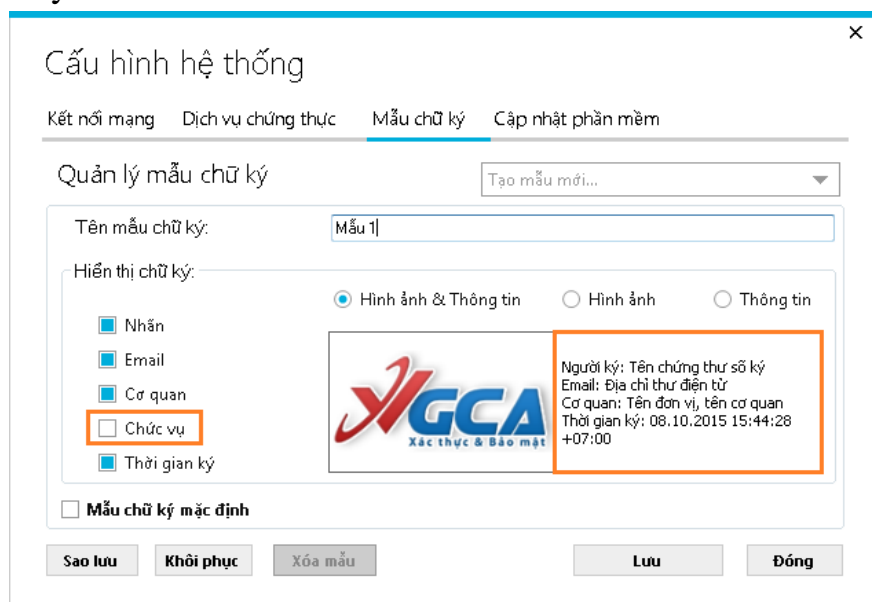 Cấu hình hệ thống
Kết nối mạng Dịch vụ chứng thực Mẫu chữ ký Cập nhật phần mềm
Quản lý mẫu chữ ký
Tạo mẫu mới...
Tên mẫu chữ ký:
Mẫu 1
Hiển thị chữ ký:
Hình ảnh & Thông tin
Hình ảnh
Thông tin
Nhãn
Email
Cơ quan
Chức vụ
Thời gian ký
VGCA
Xác thực & Bảo mật
Người ký: Tên chứng thư số ký
Email: Địa chỉ thư điện tử
Cơ quan: Tên đơn vị, tên cơ quan
Thời gian ký: 08.10.2015 15:44:28
+07:00
Mẫu chữ ký mặc định
Sao lưu Khôi phục Xóa mẫu Lưu Đóng